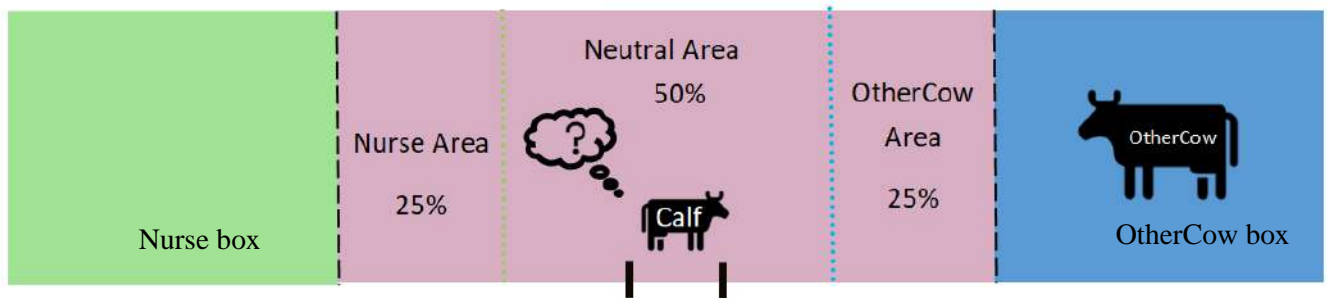 Nurse box
Nurse Area
25%
Neutral Area
50%
?
Calf
OtherCow
Area
25%
OtherCow
OtherCow box